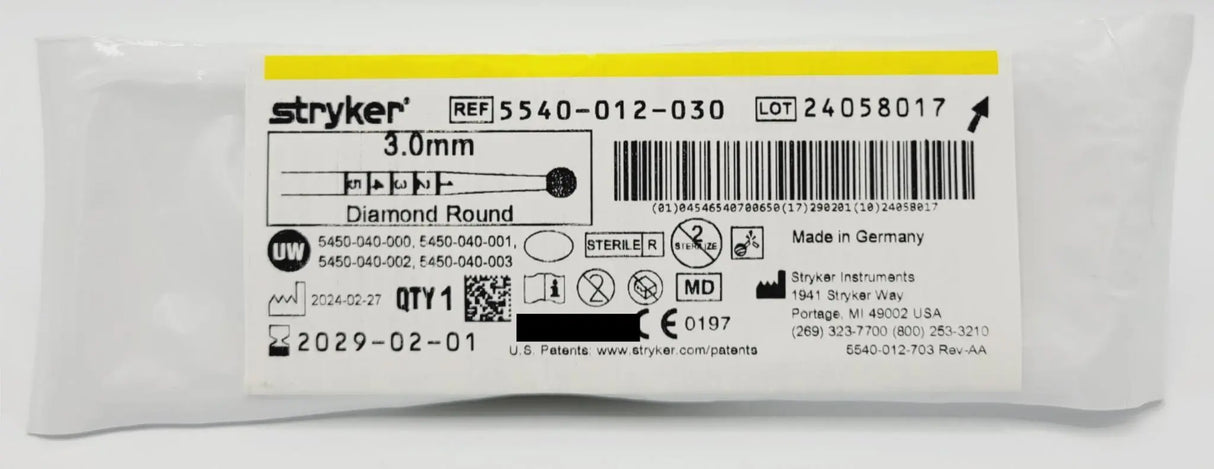 stryker®
REF 5540-012-030
LOT 24058017
3.0mm
5 4 3 2 1
Diamond Round
(01)04546540700650(17)290201(10)24058017
UW
5450-040-000, 5450-040-001,
5450-040-002, 5450-040-003
STERILE R
2
STERILIZE
Made in Germany
2024-02-27
QTY 1
i
2
MD
Stryker Instruments
1941 Stryker Way
Portage, MI 49002 USA
(269) 323-7700 (800) 253-3210
2029-02-01
CE 0197
U.S. Patents: www.stryker.com/patents
5540-012-703 Rev-AA